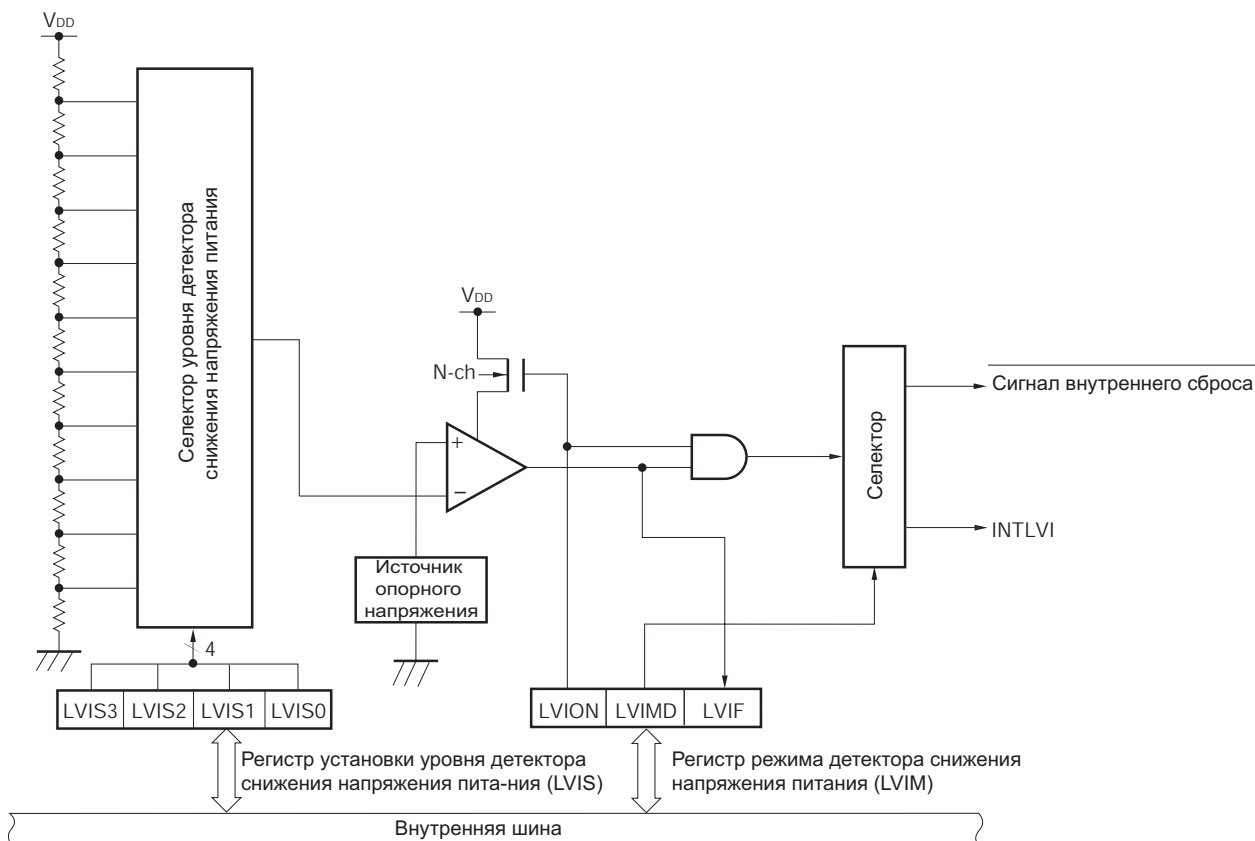 VDD
Селектор уровня детектора
снижения напряжения питания
VDD
N-ch
+
−
Источник
опорного
напряжения
Селектор
Сигнал внутреннего сброса
INTLVI
4
LVIS3 LVIS2 LVIS1 LVIS0
LVION LVIMD LVIF
Регистр установки уровня детектора
снижения напряжения пита-ния (LVIS)
Регистр режима детектора снижения
напряжения питания (LVIM)
Внутренняя шина